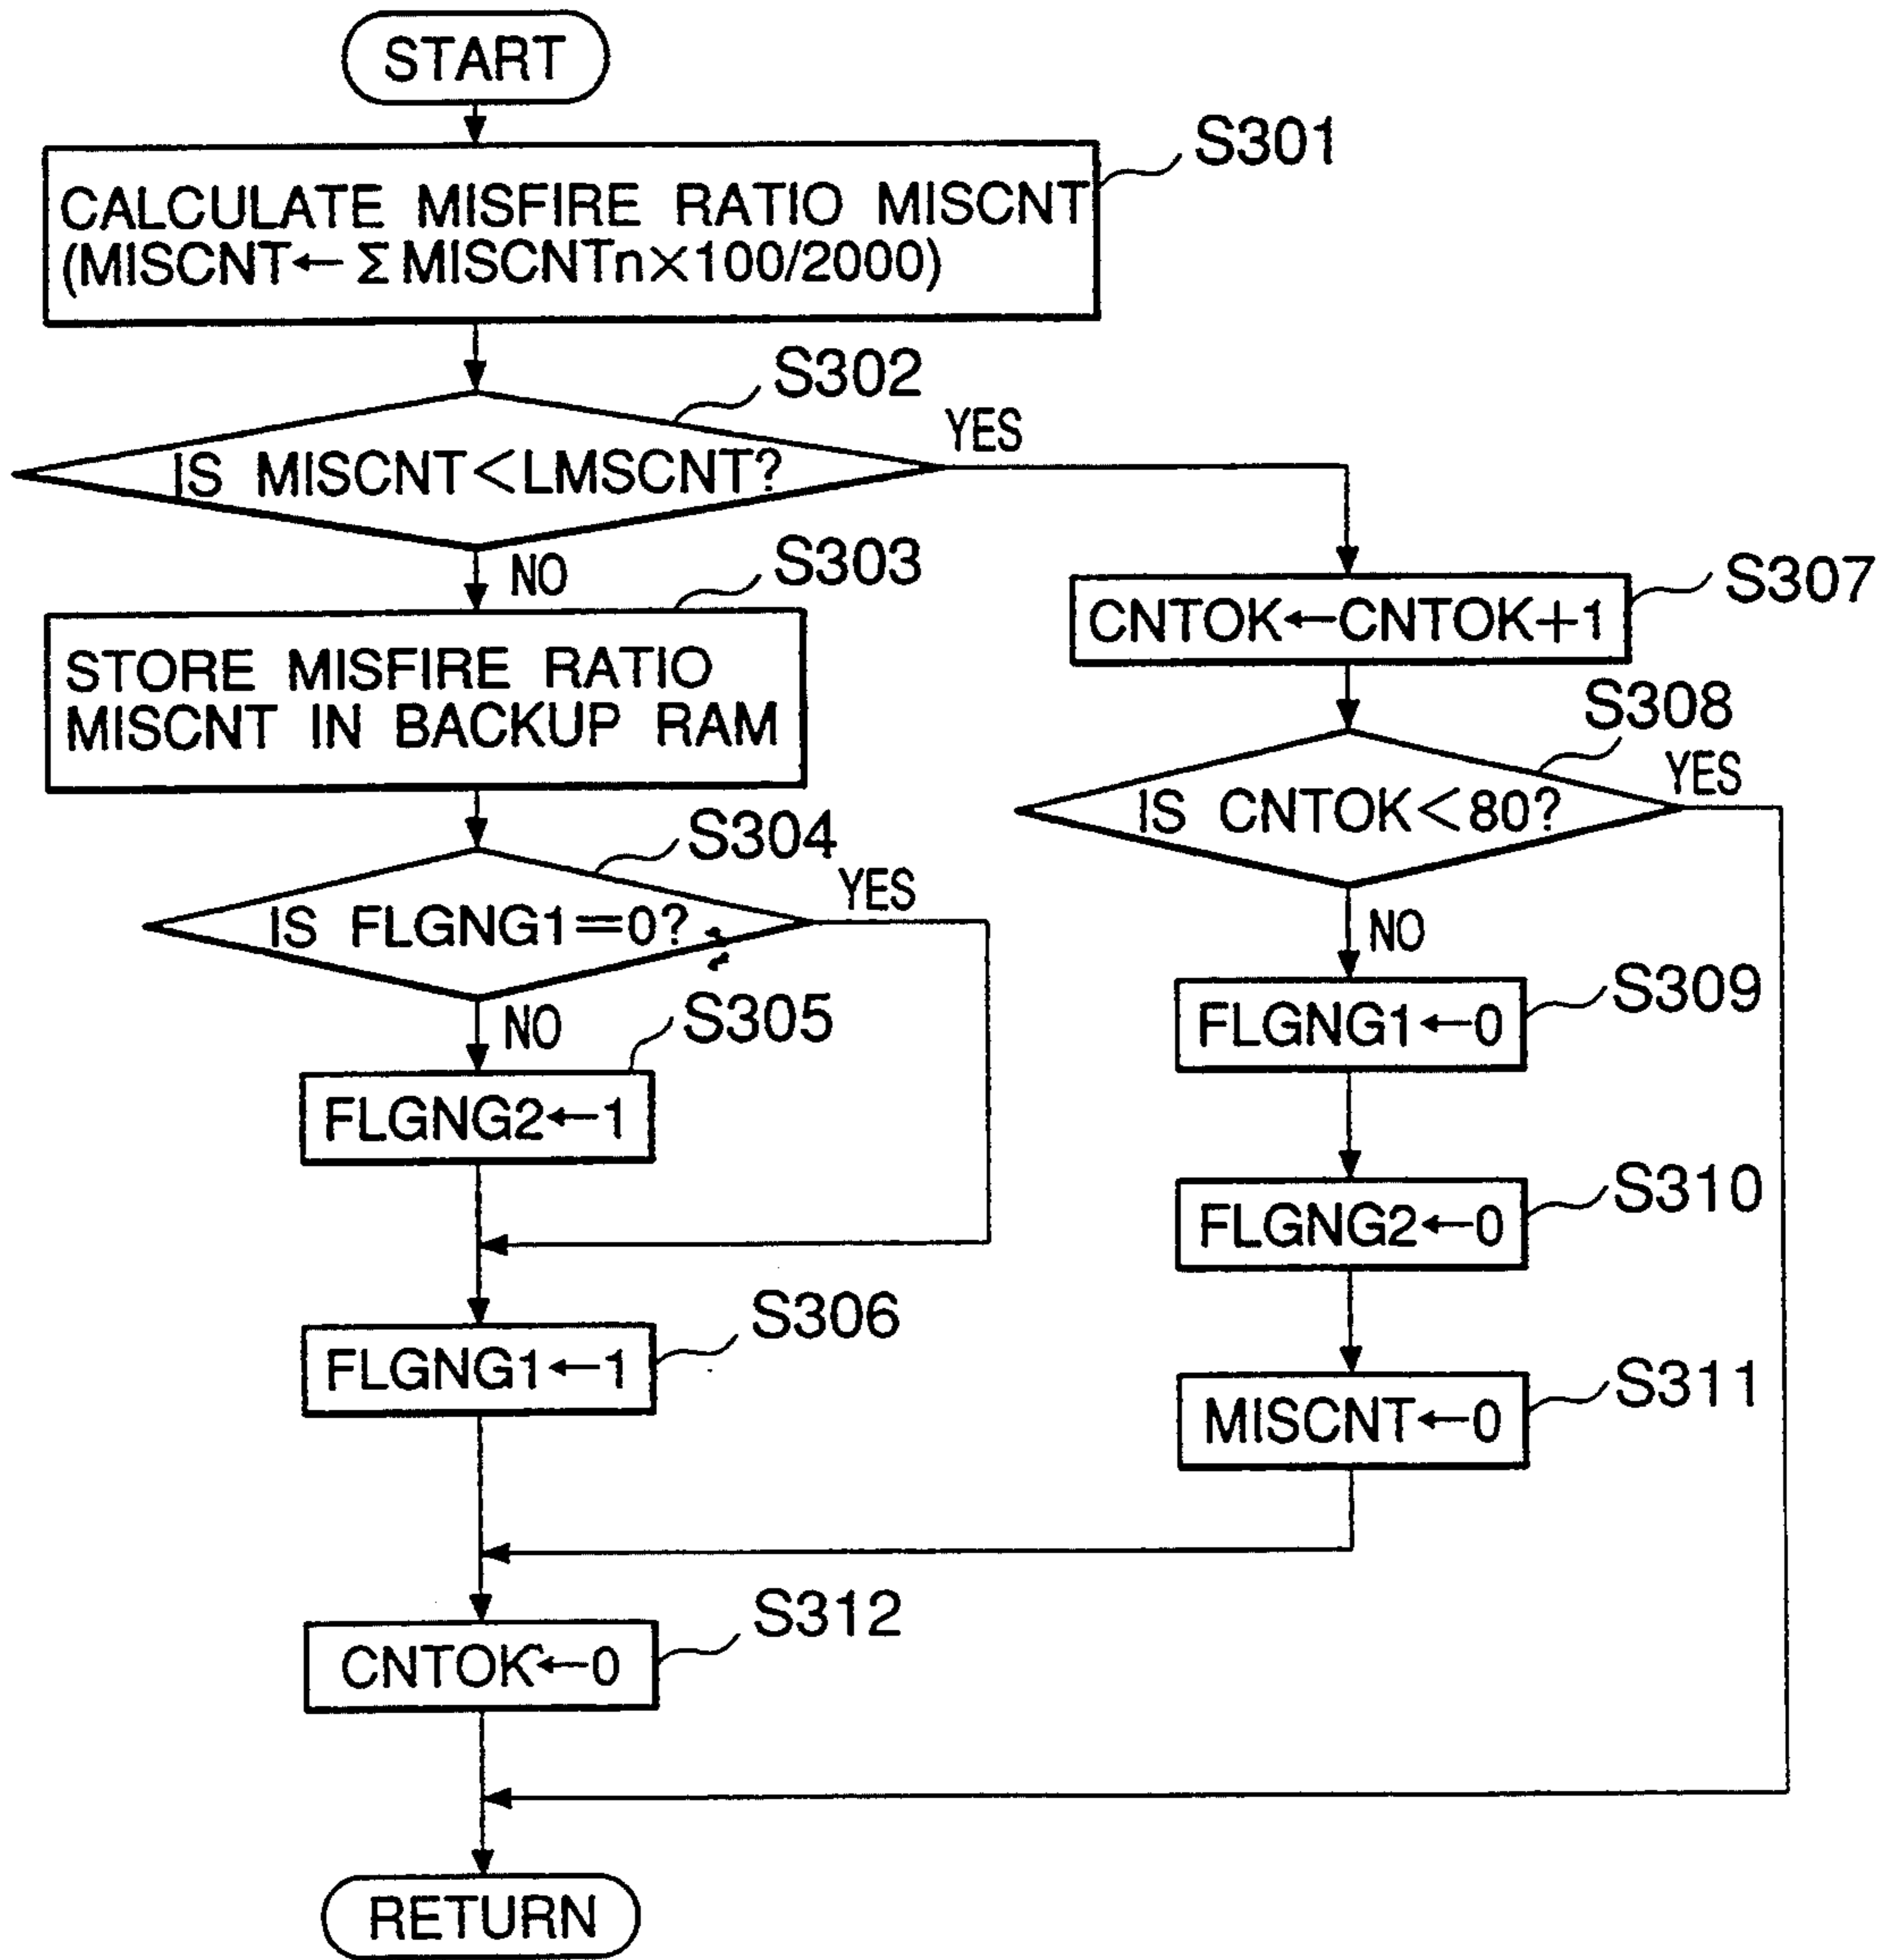 START
S301
CALCULATE MISFIRE RATIO MISCNT
(MISCNT← Σ MISCNTn×100/2000)
S302
IS MISCNT<LMSCNT?
YES
NO
S303
STORE MISFIRE RATIO
MISCNT IN BACKUP RAM
S307
CNTOK←CNTOK+1
S308
IS CNTOK<80?
YES
NO
S304
IS FLGNG1=0?
YES
NO
S305
FLGNG2←1
S309
FLGNG1←0
S310
FLGNG2←0
S306
FLGNG1←1
S311
MISCNT←0
S312
CNTOK←0
RETURN